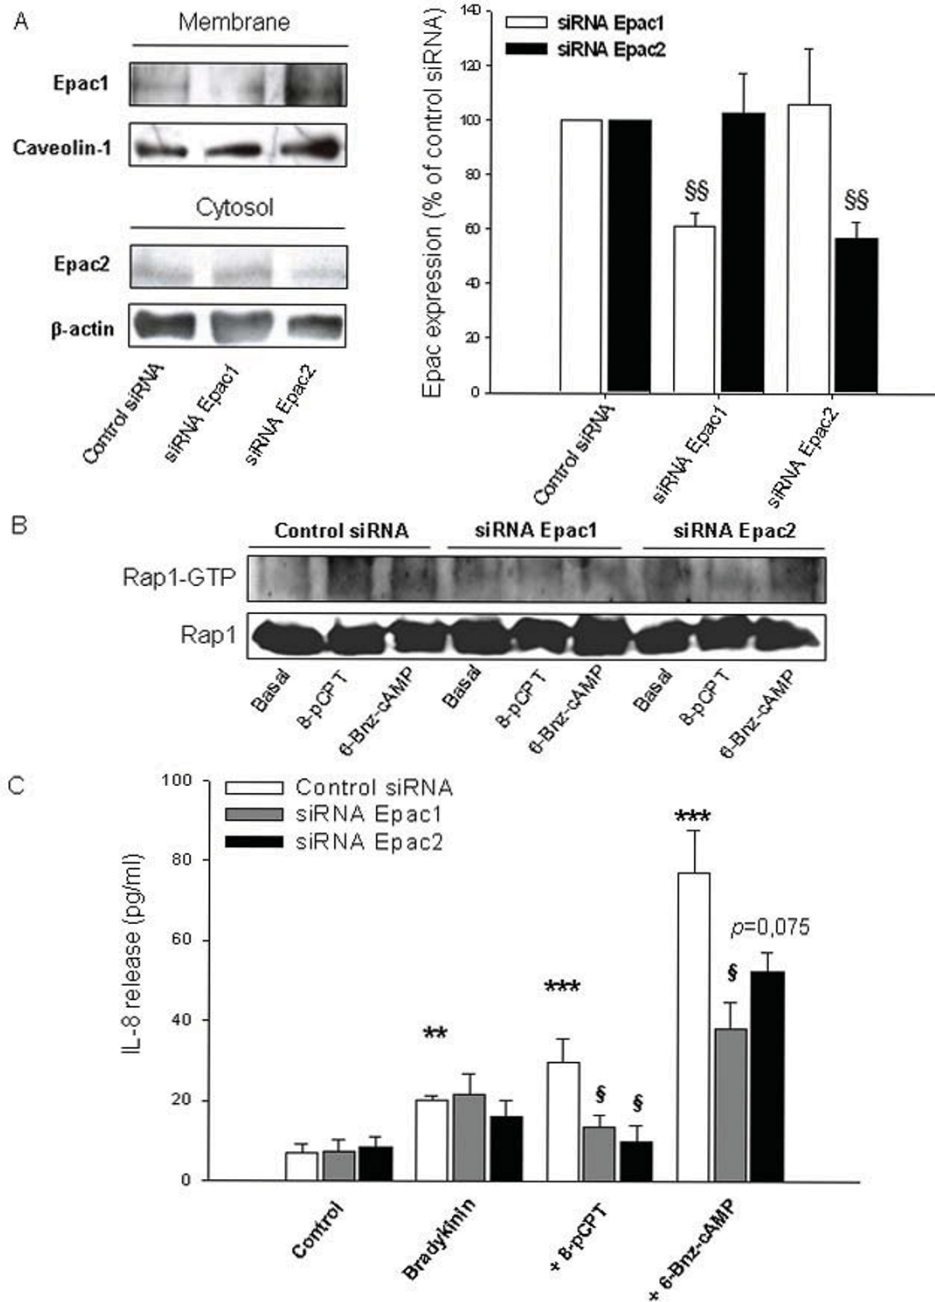 A
Membrane
Epac1
Caveolin-1
Cytosol
Epac2
β-actin
Control siRNA
siRNA Epac1
siRNA Epac2
Epac expression (% of control siRNA)
140
120
100
80
60
40
20
0
siRNA Epac1
siRNA Epac2
§§
§§
Control siRNA
siRNA Epac1
siRNA Epac2
B
Control siRNA
siRNA Epac1
siRNA Epac2
Rap1-GTP
Rap1
Basal
8-pCPT
6-Bnz-cAMP
Basal
8-pCPT
6-Bnz-cAMP
Basal
8-pCPT
6-Bnz-cAMP
C
IL-8 release (pg/ml)
100
80
60
40
20
0
Control siRNA
siRNA Epac1
siRNA Epac2
**
***
§
§
***
§
p=0,075
Control
Bradykinin
+ 8-pCPT
+ 6-Bnz-cAMP